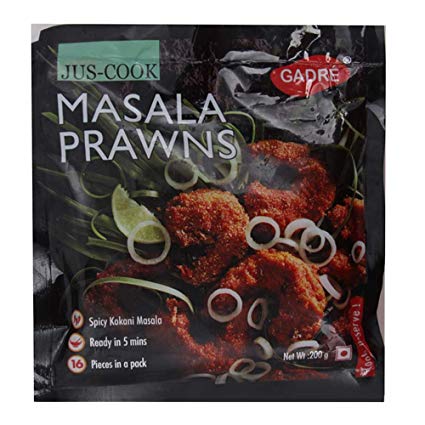 JUS-COOK
GADRE
MASALA
PRAWNS
Spicy Kokani Masala
Ready in 5 mins
16 Pieces in a pack
Net Wt :200 g